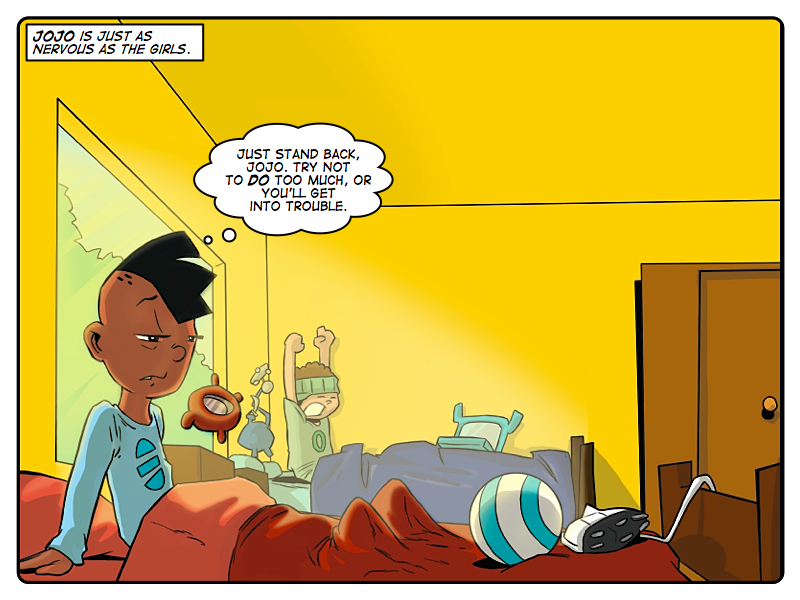 JOJO IS JUST AS
NERVOUS AS THE GIRLS.
JUST STAND BACK,
JOJO. TRY NOT
TO DO TOO MUCH, OR
YOU'LL GET
INTO TROUBLE.
0